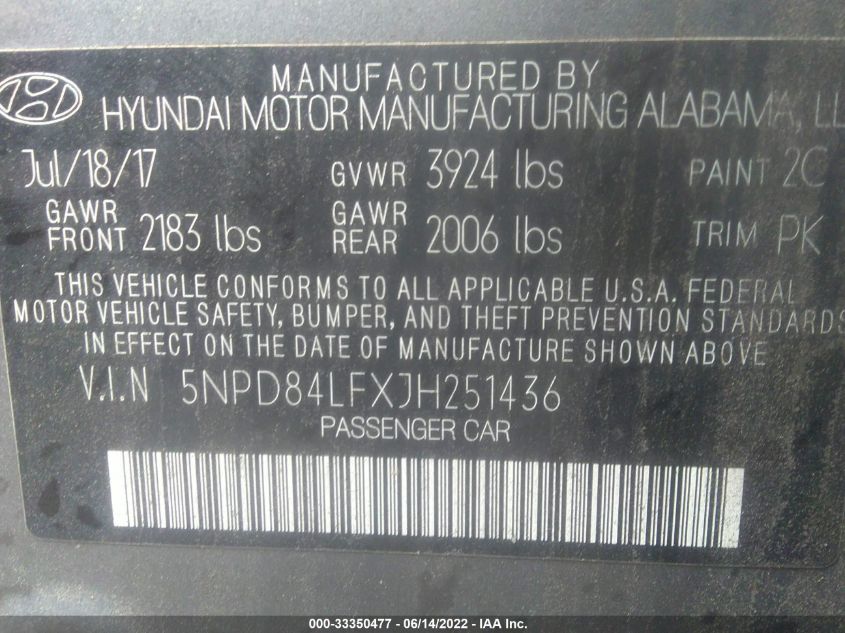 MANUFACTURED BY
HYUNDAI MOTOR MANUFACTURING ALABAMA, LL
Jul/18/17 GVWR 3924 lbs PAINT 2C
GAWR FRONT 2183 lbs GAWR REAR 2006 lbs TRIM PK
THIS VEHICLE CONFORMS TO ALL APPLICABLE U.S.A. FEDERAL
MOTOR VEHICLE SAFETY, BUMPER, AND THEFT PREVENTION STANDARDS
IN EFFECT ON THE DATE OF MANUFACTURE SHOWN ABOVE
V.I.N 5NPD84LFXJH251436
PASSENGER CAR
000-33350477 - 06/14/2022 - IAA Inc.